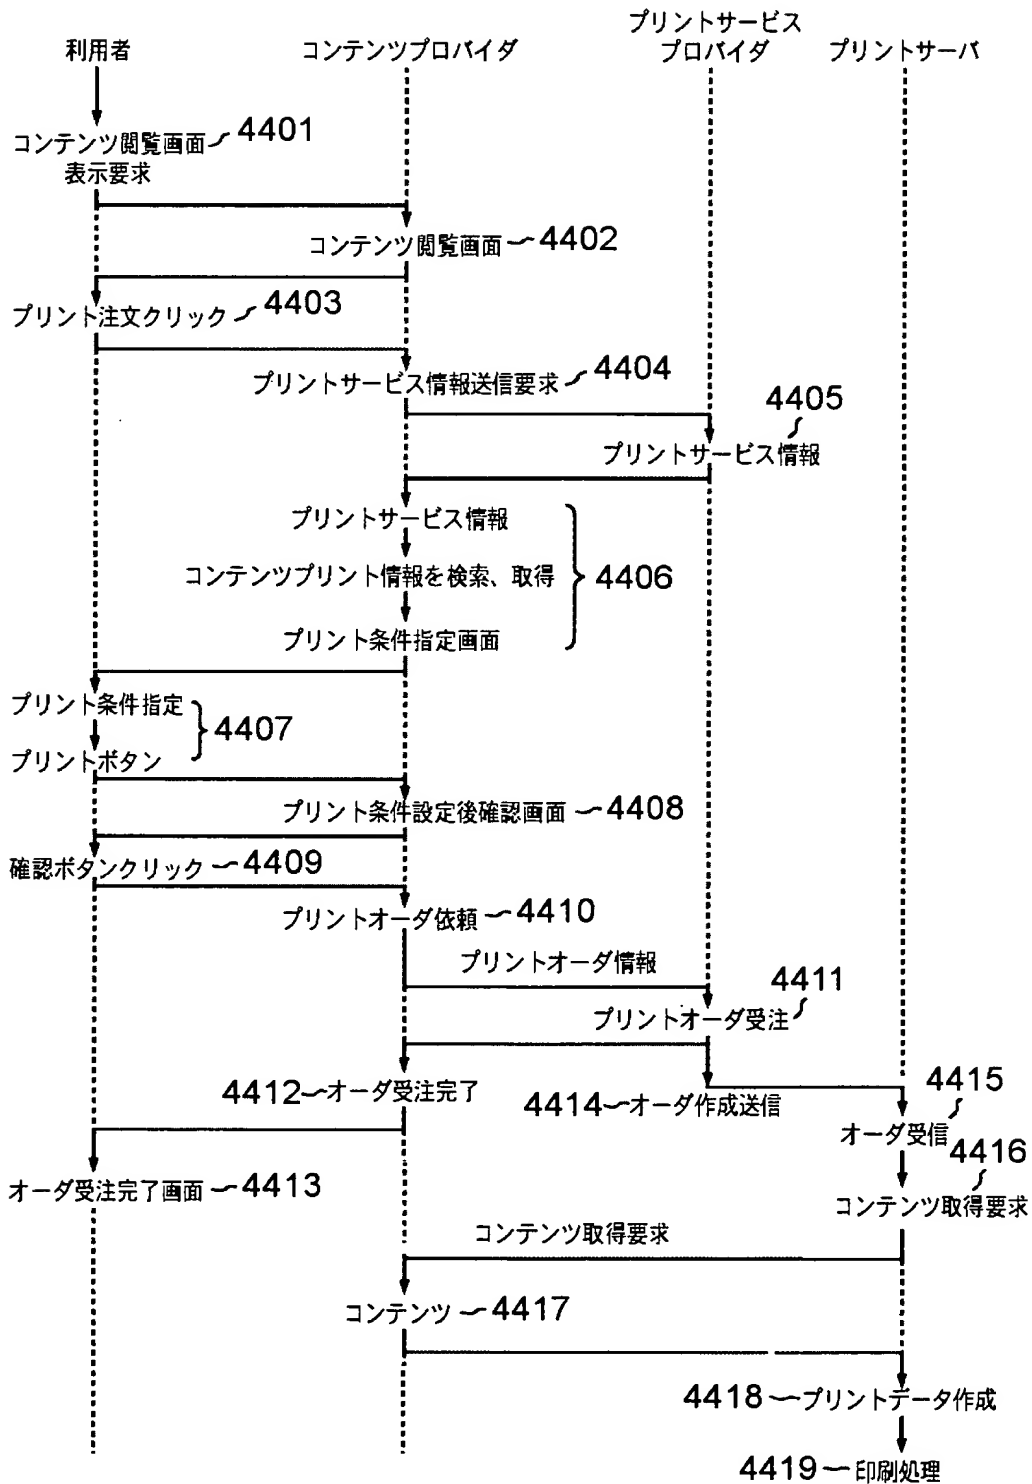 利用者
コンテンツプロバイダ
プリントサービス
プロバイダ
プリントサーバ
コンテンツ閲覧画面
表示要求
4401
コンテンツ閲覧画面 4402
プリント注文クリック 4403
プリントサービス情報送信要求 4404
4405
プリントサービス情報
プリントサービス情報
コンテンツプリント情報を検索、取得
プリント条件指定画面
4406
プリント条件指定
プリントボタン
4407
プリント条件設定後確認画面 4408
確認ボタンクリック 4409
プリントオーダ依頼 4410
プリントオーダ情報
4411
プリントオーダ受注
4412 オーダ受注完了
4414 オーダ作成送信
4415
オーダ受信
4416
オーダ受注完了画面 4413
コンテンツ取得要求
コンテンツ取得要求
コンテンツ 4417
4418 プリントデータ作成
4419 印刷処理